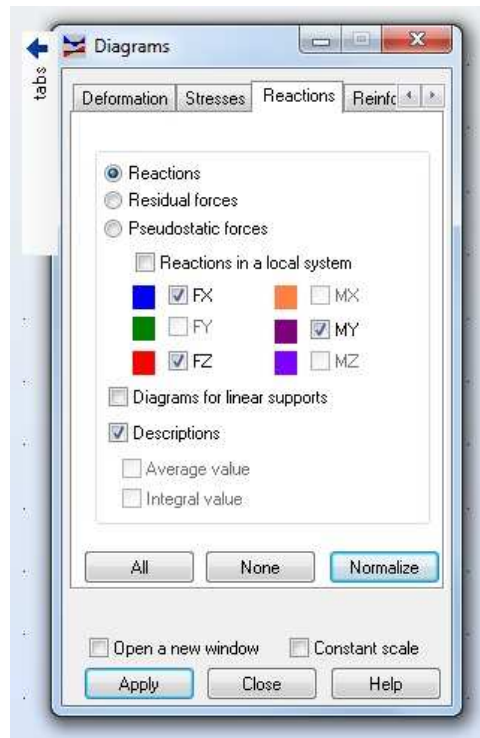 tabs
Diagrams
Deformation Stresses Reactions Reinfc
Reactions
Residual forces
Pseudostatic forces
Reactions in a local system
FX MX
FY MY
FZ MZ
Diagrams for linear supports
Descriptions
Average value
Integral value
All None Normalize
Open a new window Constant scale
Apply Close Help